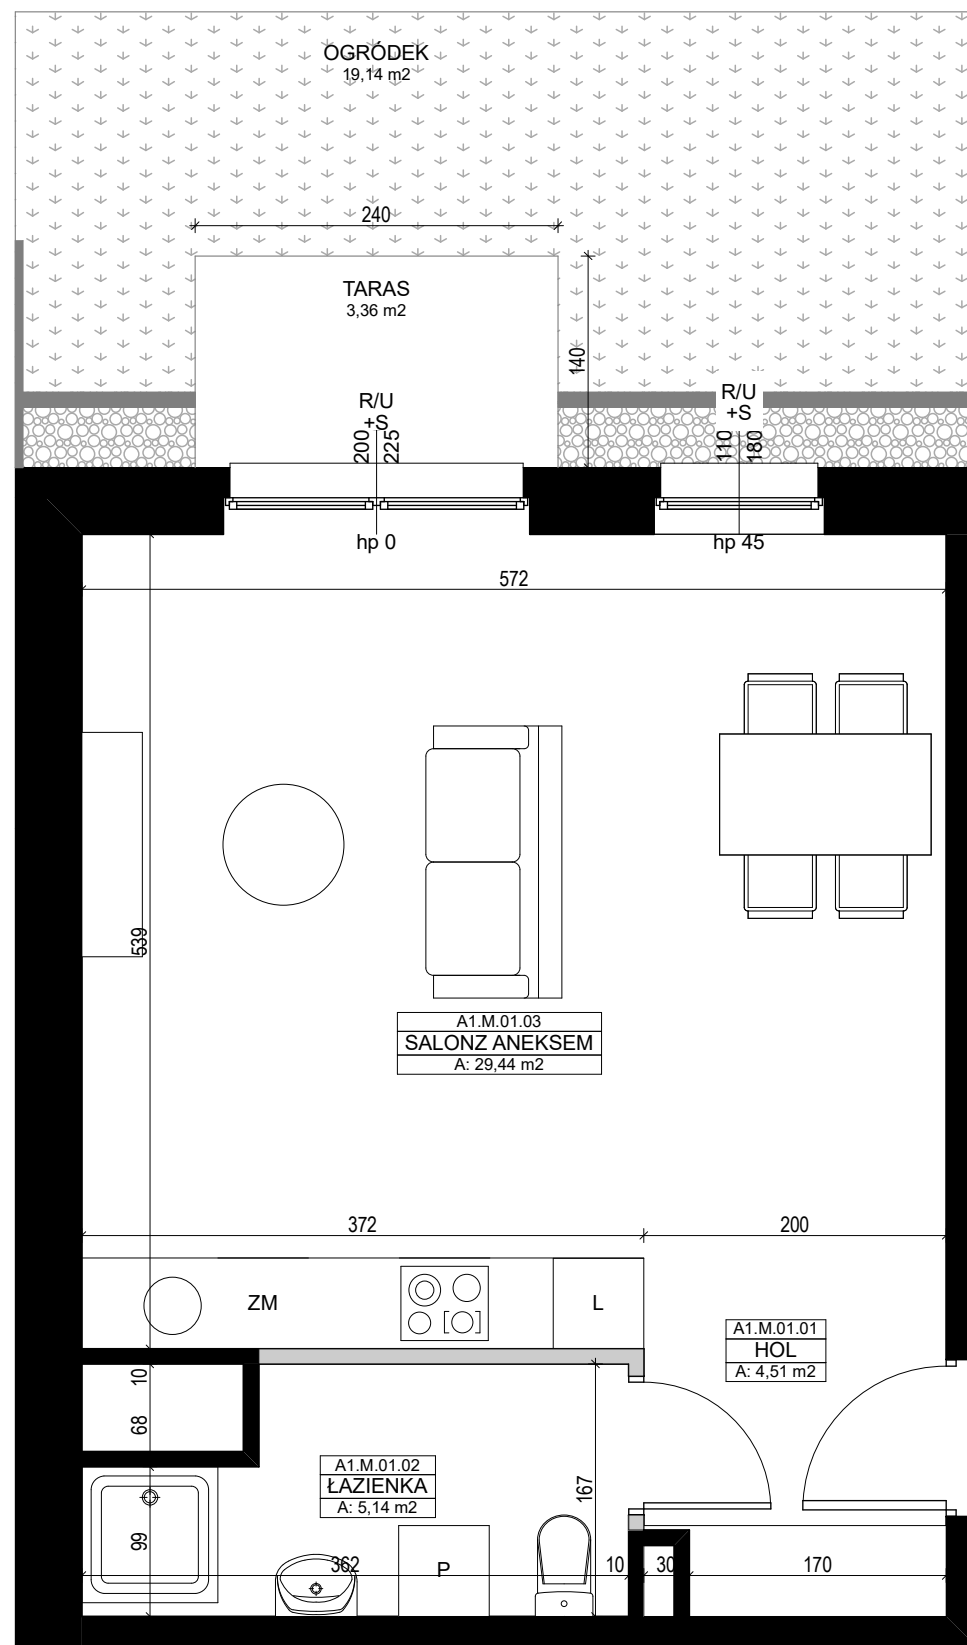 OGRÓDEK
19,14 m2
240
TARAS
3,36 m2
140
R/U
+S
200
225
R/U
+S
110
180
hp 0
hp 45
572
539
A1.M.01.03
SALONZ ANEKSEM
A: 29,44 m2
372
200
ZM
L
A1.M.01.01
HOL
A: 4,51 m2
10
68
A1.M.01.02
ŁAZIENKA
A: 5,14 m2
167
99
362
P
10
30
170